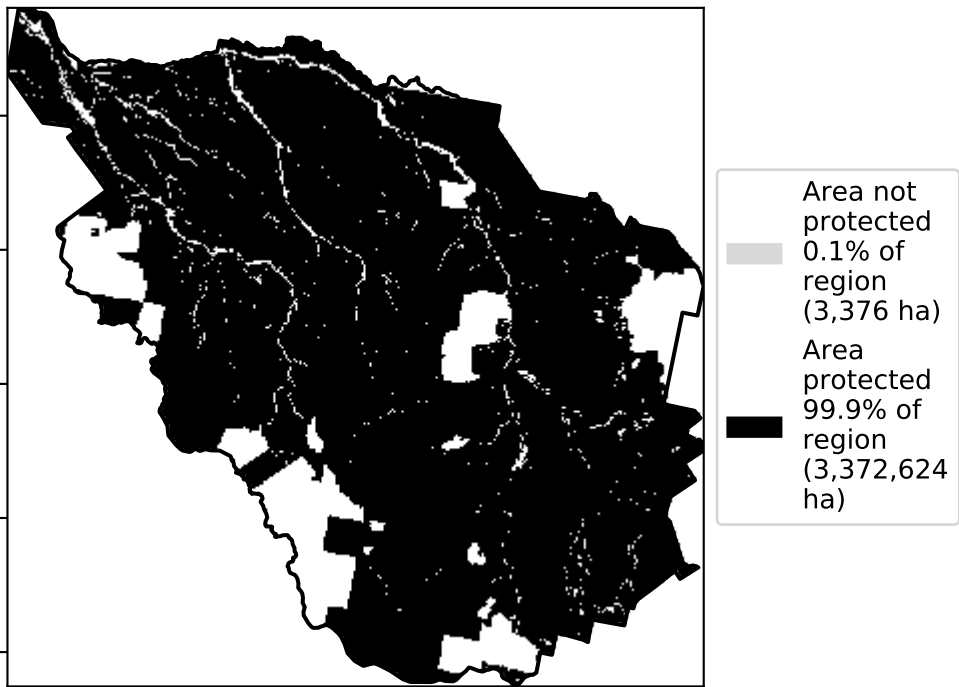 Area not
protected
0.1% of
region
(3,376 ha)
Area
protected
99.9% of
region
(3,372,624
ha)